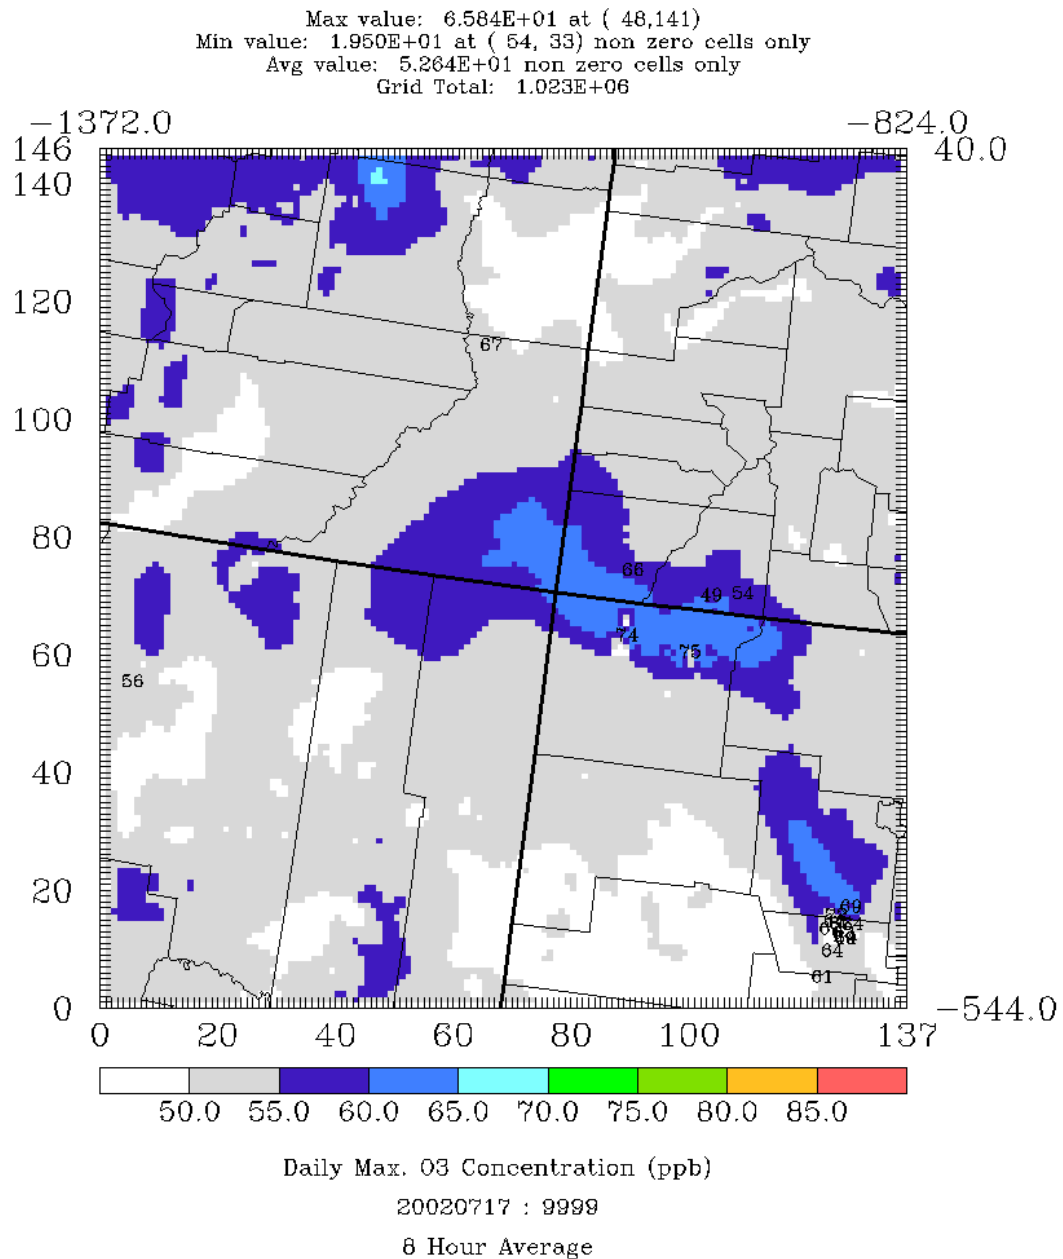 Max value: 6.584E+01 at ( 48,141)
Min value: 1.950E+01 at ( 54, 33) non zero cells only
Avg value: 5.264E+01 non zero cells only
Grid Total: 1.023E+06
-1372.0 -824.0
146 40.0
140
120
67
100
80
66
49 54
74
75
60
56
40
20
69
64
61
0 -544.0
0 20 40 60 80 100 137
50.0 55.0 60.0 65.0 70.0 75.0 80.0 85.0
Daily Max. O3 Concentration (ppb)
20020717 : 9999
8 Hour Average